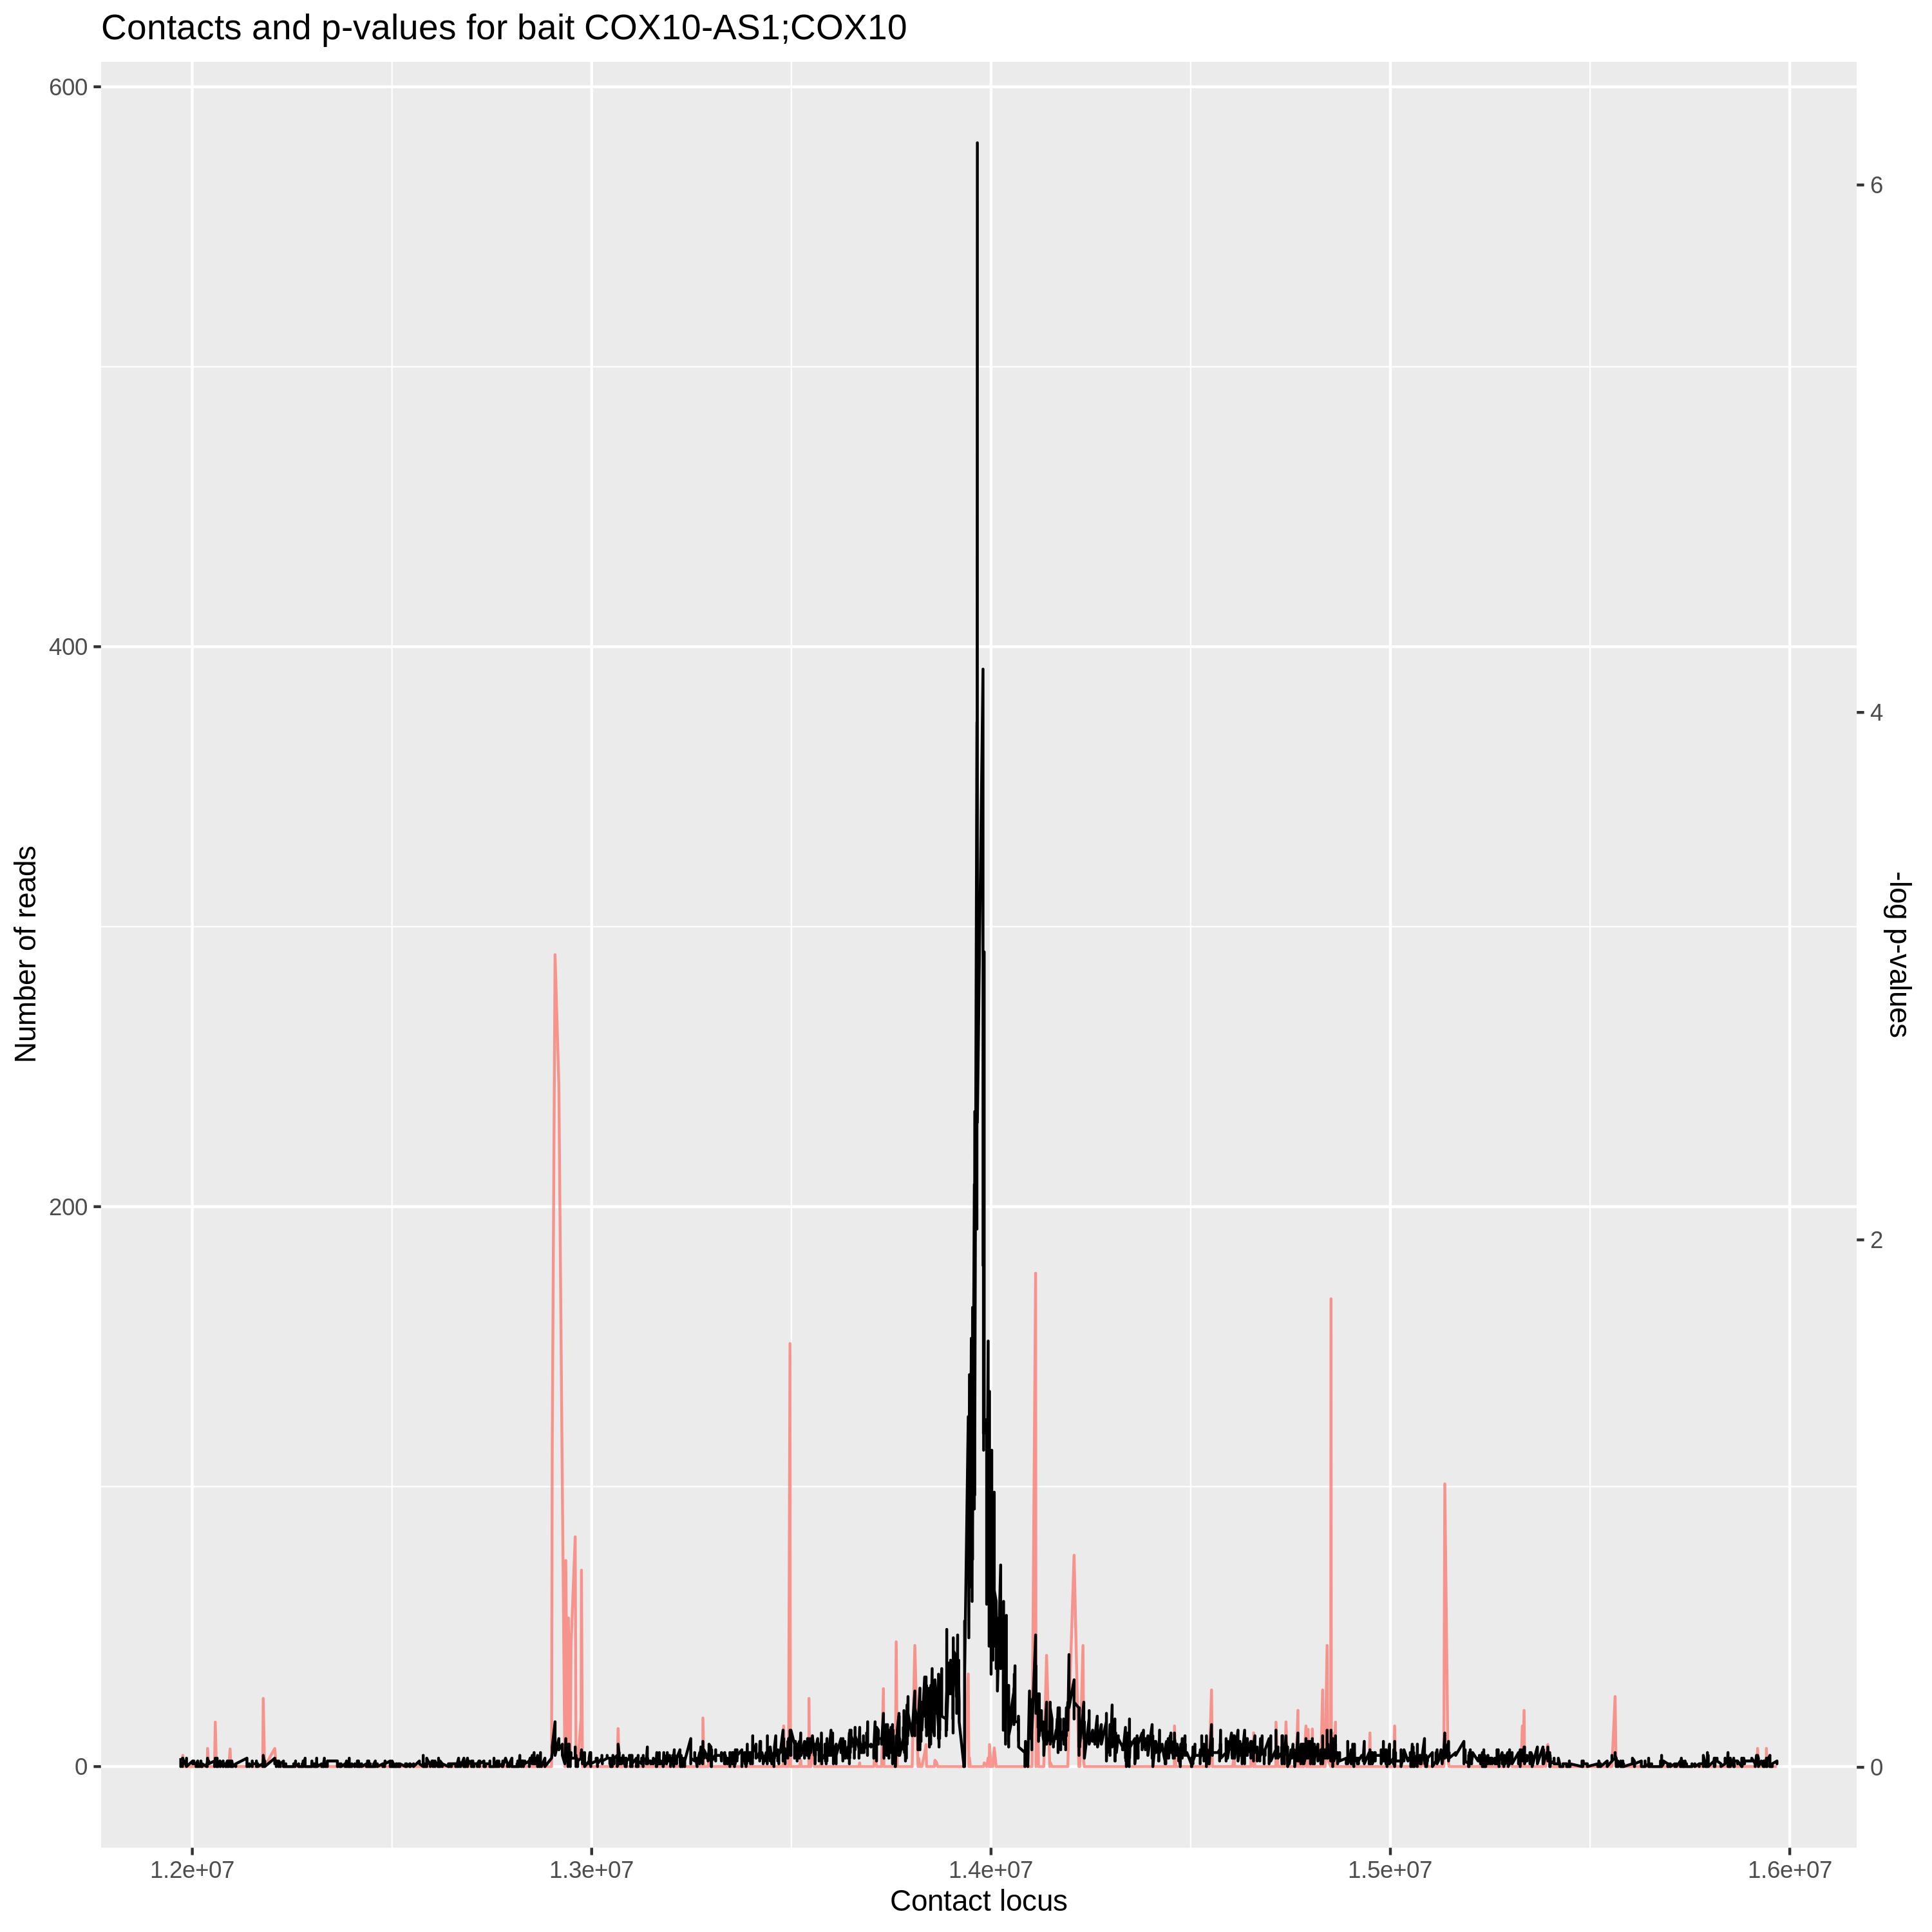 Contacts and p-values for bait COX10-AS1;COX10
600
400
200
0
Number of reads
6
4
2
0
-log p-values
1.2e+07
1.3e+07
1.4e+07
1.5e+07
1.6e+07
Contact locus